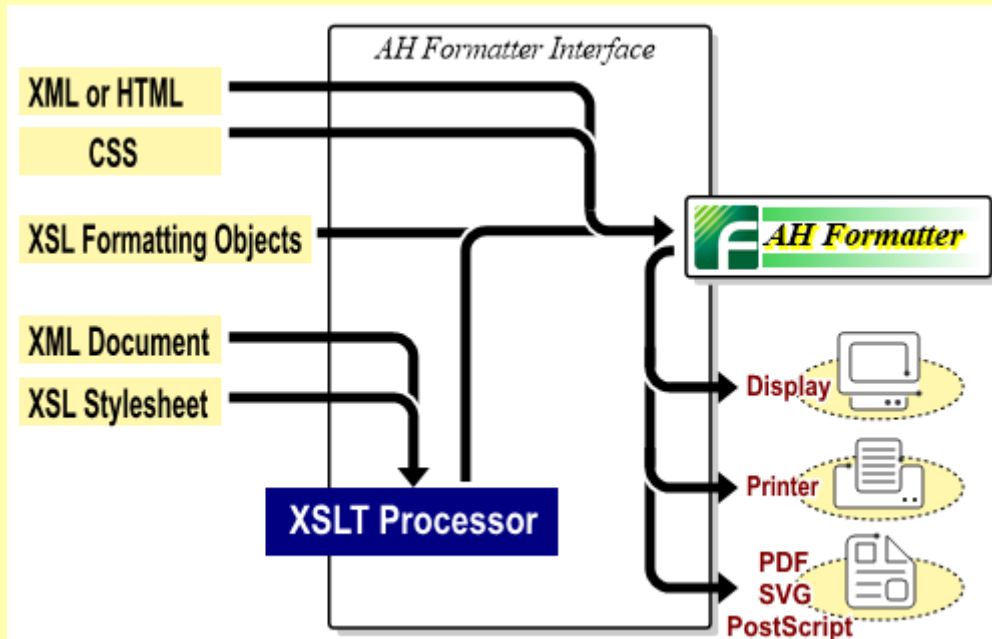 AH Formatter Interface
XML or HTML
CSS
XSL Formatting Objects
AH Formatter
XML Document
XSL Stylesheet
XSLT Processor
Display
Printer
PDF
SVG
PostScript